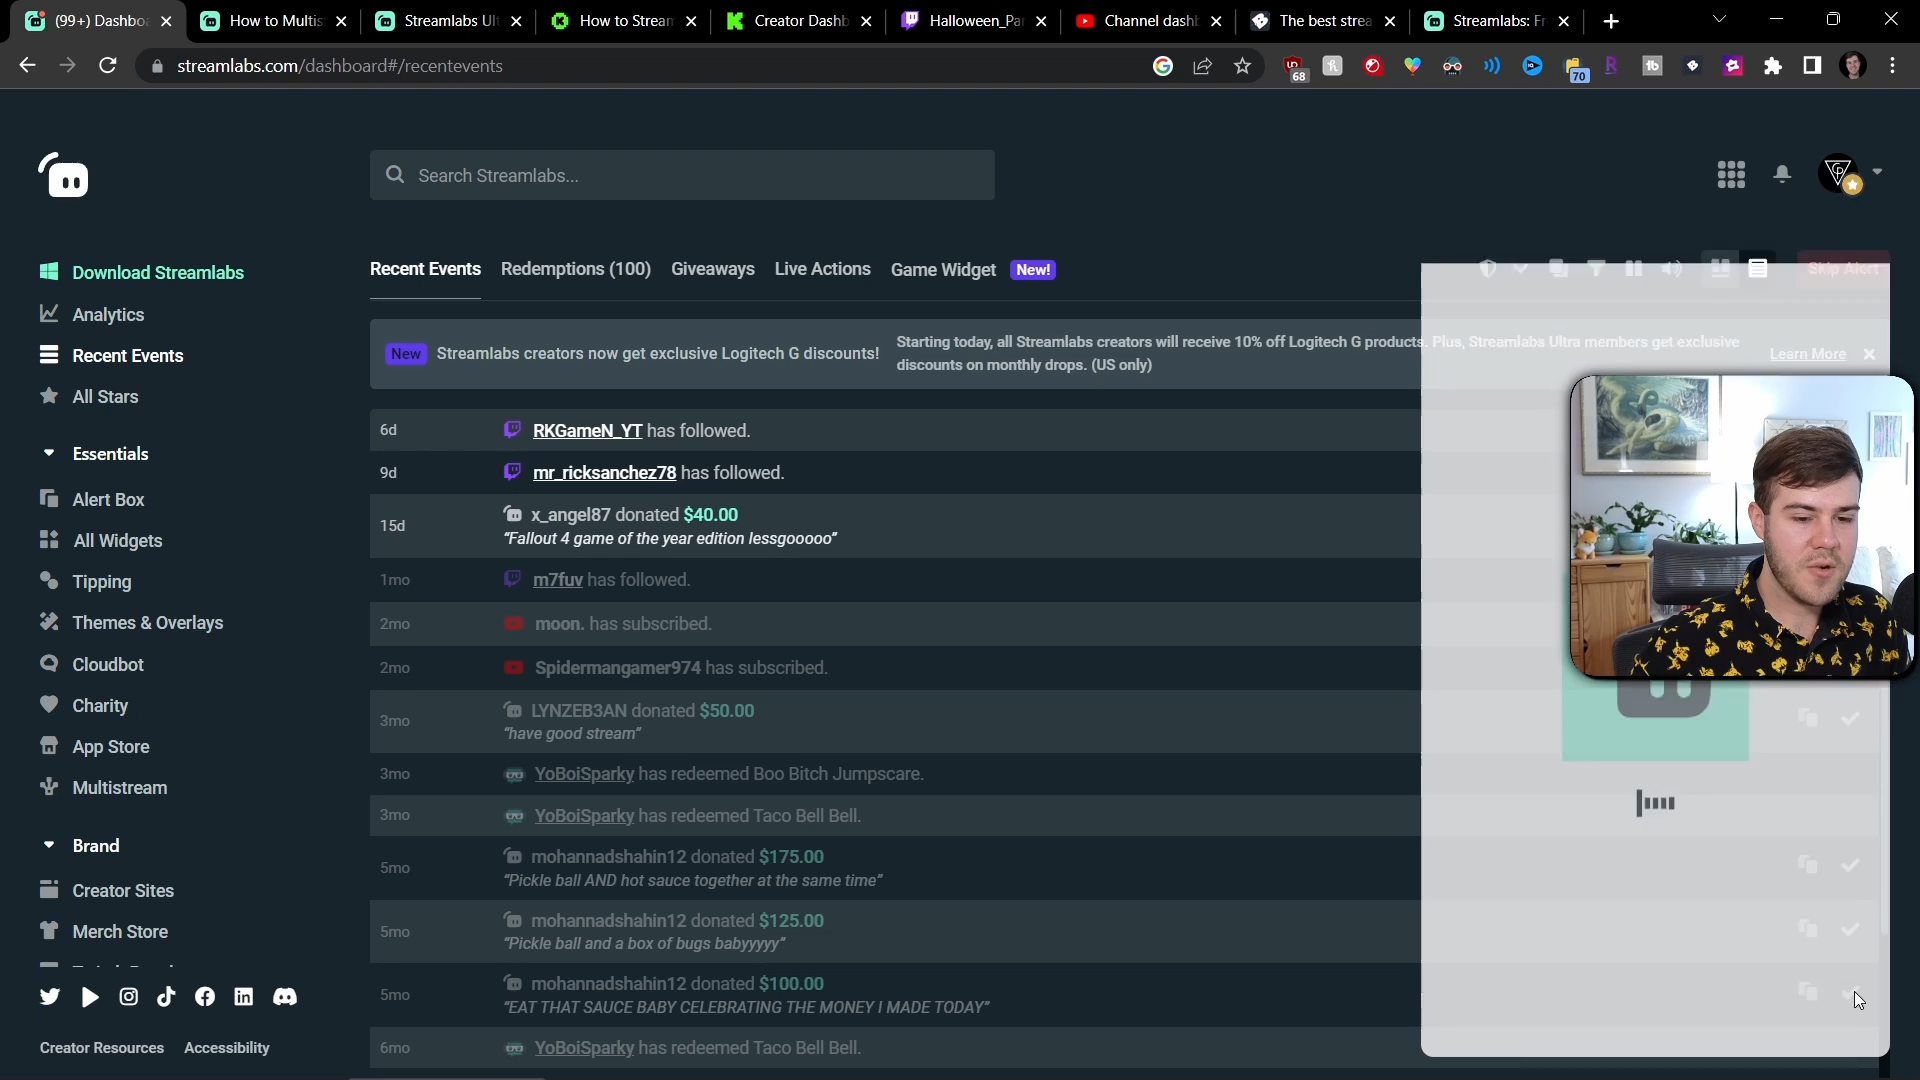 (99+) Dashboa
How to Multis
Streamlabs Ul
How to Stream
Creator Dashb
Halloween_Pa
Channel dashb
The best strea
Streamlabs: Fr
streamlabs.com/dashboard#/recentevents
68
70
Search Streamlabs...
Download Streamlabs
Analytics
Recent Events
All Stars
Essentials
Alert Box
All Widgets
Tipping
Themes & Overlays
Cloudbot
Charity
App Store
Multistream
Brand
Creator Sites
Merch Store
Creator Resources
Accessibility
Recent Events
Redemptions (100)
Giveaways
Live Actions
Game Widget
New!
Skip Alert
New
Streamlabs creators now get exclusive Logitech G discounts!
Starting today, all Streamlabs creators will receive 10% off Logitech G products. Plus, Streamlabs Ultra members get exclusive
discounts on monthly drops. (US only)
Learn More
6d RKGameN_YT has followed.
9d mr_ricksanchez78 has followed.
15d x_angel87 donated $40.00
"Fallout 4 game of the year edition lessgooooo"
1mo m7fuv has followed.
2mo moon. has subscribed.
2mo Spidermangamer974 has subscribed.
3mo LYNZEB3AN donated $50.00
"have good stream"
3mo YoBoiSparky has redeemed Boo Bitch Jumpscare.
3mo YoBoiSparky has redeemed Taco Bell Bell.
5mo mohannadshahin12 donated $175.00
"Pickle ball AND hot sauce together at the same time"
5mo mohannadshahin12 donated $125.00
"Pickle ball and a box of bugs babyyyyy"
5mo mohannadshahin12 donated $100.00
"EAT THAT SAUCE BABY CELEBRATING THE MONEY I MADE TODAY"
6mo YoBoiSparky has redeemed Taco Bell Bell.